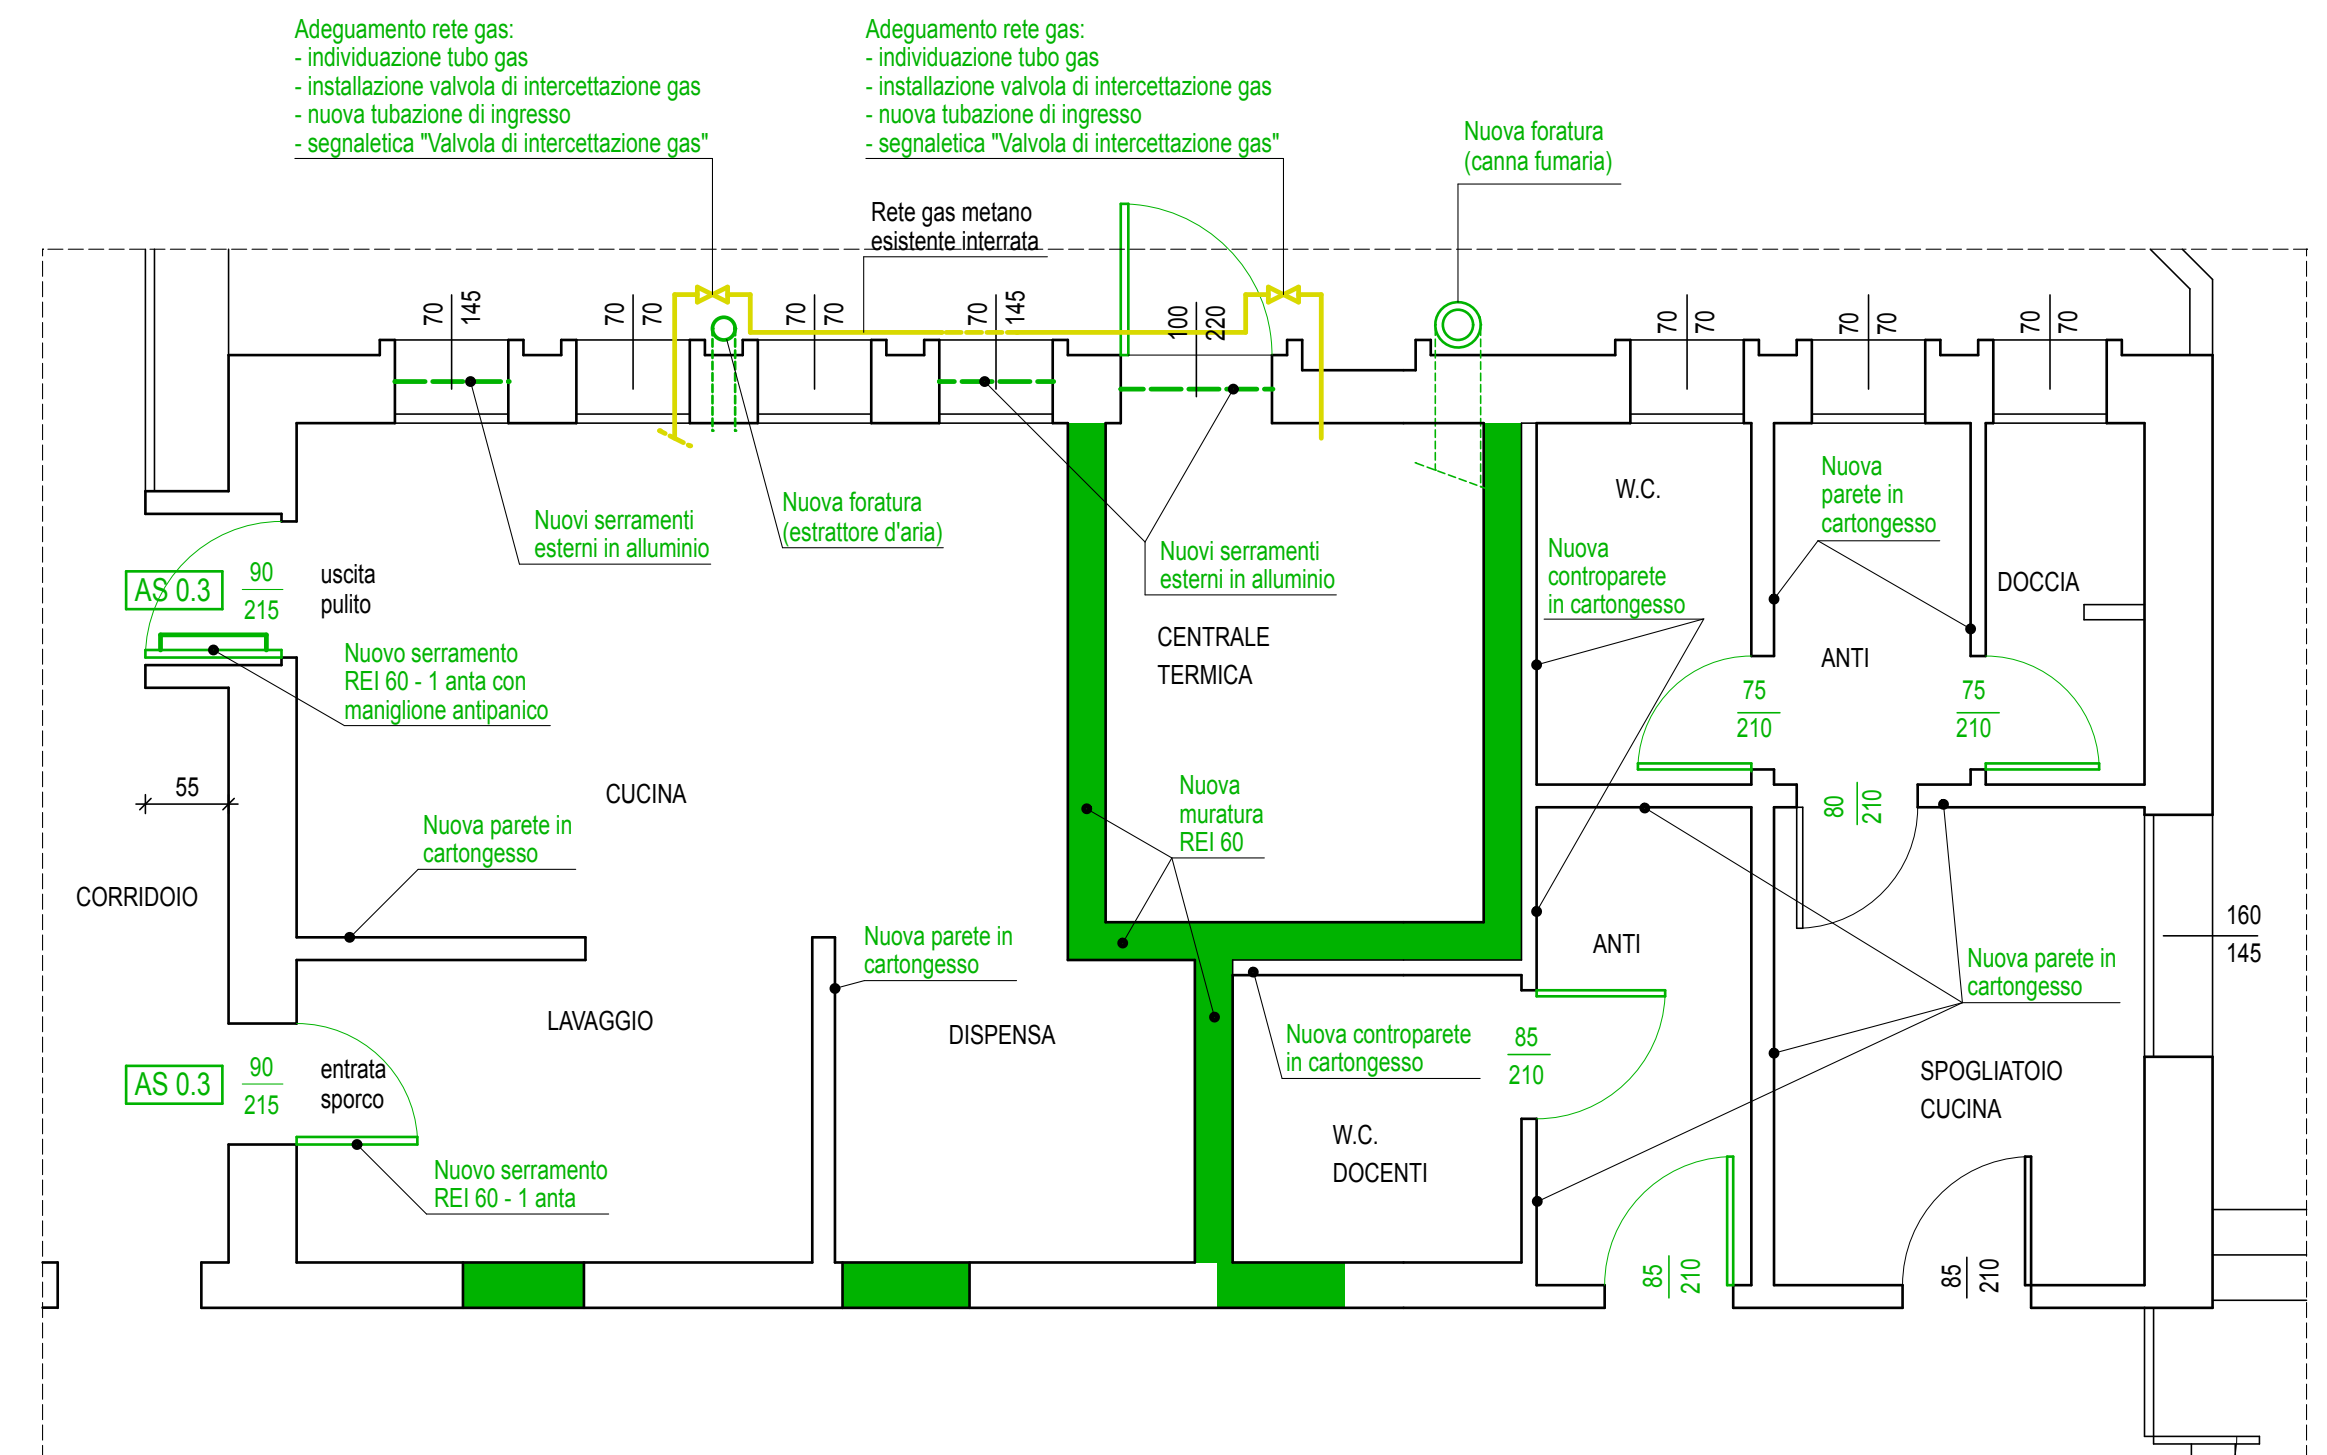 Adeguamento rete gas:
- individuazione tubo gas
- installazione valvola di intercettazione gas
- nuova tubazione di ingresso
- segnaletica "Valvola di intercettazione gas"
Adeguamento rete gas:
- individuazione tubo gas
- installazione valvola di intercettazione gas
- nuova tubazione di ingresso
- segnaletica "Valvola di intercettazione gas"
Nuova foratura
(canna fumaria)
Rete gas metano
esistente interrata
70
145
70
70
70
70
70
145
100
220
70
70
70
70
70
70
Nuovi serramenti
esterni in alluminio
Nuova foratura
(estrattore d'aria)
Nuovi serramenti
esterni in alluminio
W.C.
Nuova
parete in
cartongesso
Nuova
controparete
in cartongesso
DOCCIA
AS 0.3
90
215
uscita
pulito
Nuovo serramento
REI 60 - 1 anta con
maniglione antipanico
CENTRALE
TERMICA
ANTI
75
210
75
210
55
CUCINA
Nuova
muratura
REI 60
80
210
Nuova parete in
cartongesso
CORRIDOIO
Nuova parete in
cartongesso
ANTI
160
145
Nuova parete in
cartongesso
LAVAGGIO
DISPENSA
Nuova controparete
in cartongesso
85
210
AS 0.3
90
215
entrata
sporco
SPOGLIATOIO
CUCINA
W.C.
DOCENTI
Nuovo serramento
REI 60 - 1 anta
85
210
85
210